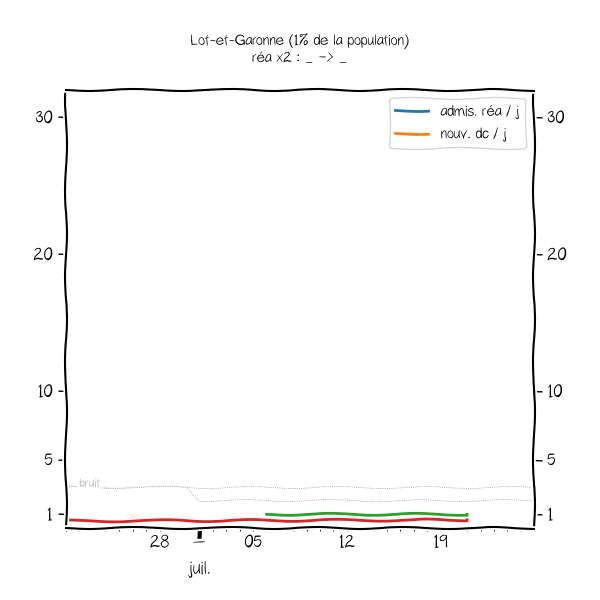 Lot-et-Garonne (1% de la population)
réa x2 : _ -> _
admis. réa / j
nouv. dc / j
30
30
20
20
10
10
5
5
bruit
1
1
28
1
05
12
19
juil.